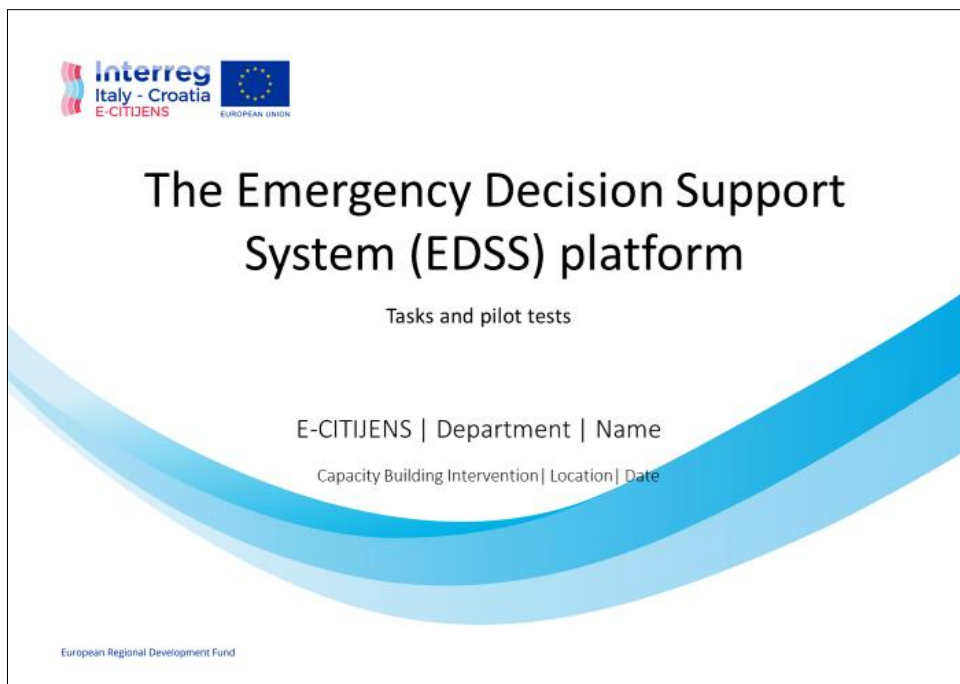 Interreg
Italy - Croatia
E-CITIJENS
EUROPEAN UNION
The Emergency Decision Support
System (EDSS) platform
Tasks and pilot tests
E-CITIJENS | Department | Name
Capacity Building Intervention| Location| Date
European Regional Development Fund